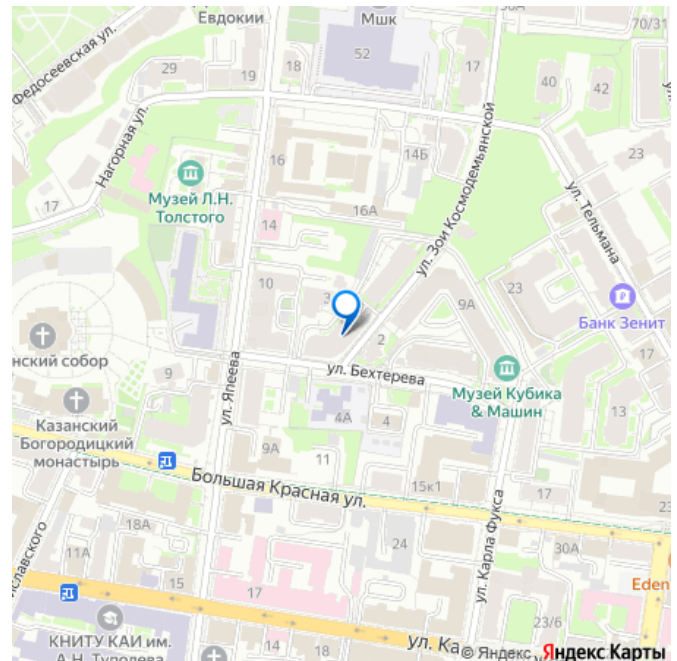 30А
Евдокии
Мшк
70/31
Федосеевская ул.
18
52
29
19
40
42
Нагорная ул.
14Б
23
16
Музей Л.Н.
Толстого
16А
ул. Зои Космодемьянской
ул. Тельмана
17
14
10
3
9А
23
Банк Зенит
2
нский собор
9
ул. Бехтерева
ул. Япеева
Музей Кубика
& Машин
4А
4
13
Казанский
Богородицкий
монастырь
9А
11
Большая Красная ул.
15к1
17
18А
24
ул. Карла Фукса
23
30А
иславского
11А
15
17
Eden
23/6
КНИТУ КАИ им.
А.Н. Туполева
ул. Ка
© Яндекс
Яндекс Карты